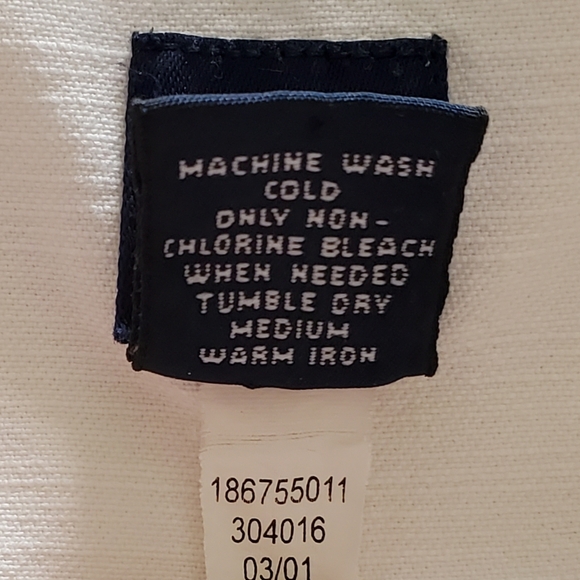 MACHINE WASH
COLD
ONLY NON-
CHLORINE BLEACH
WHEN NEEDED
TUMBLE DRY
MEDIUM
WARM IRON
186755011
304016
03/01